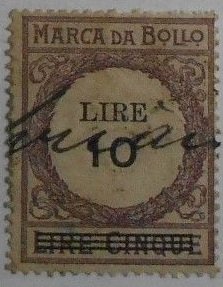 MARCA DA BOLLO
LIRE
10
LIRE CINQUE